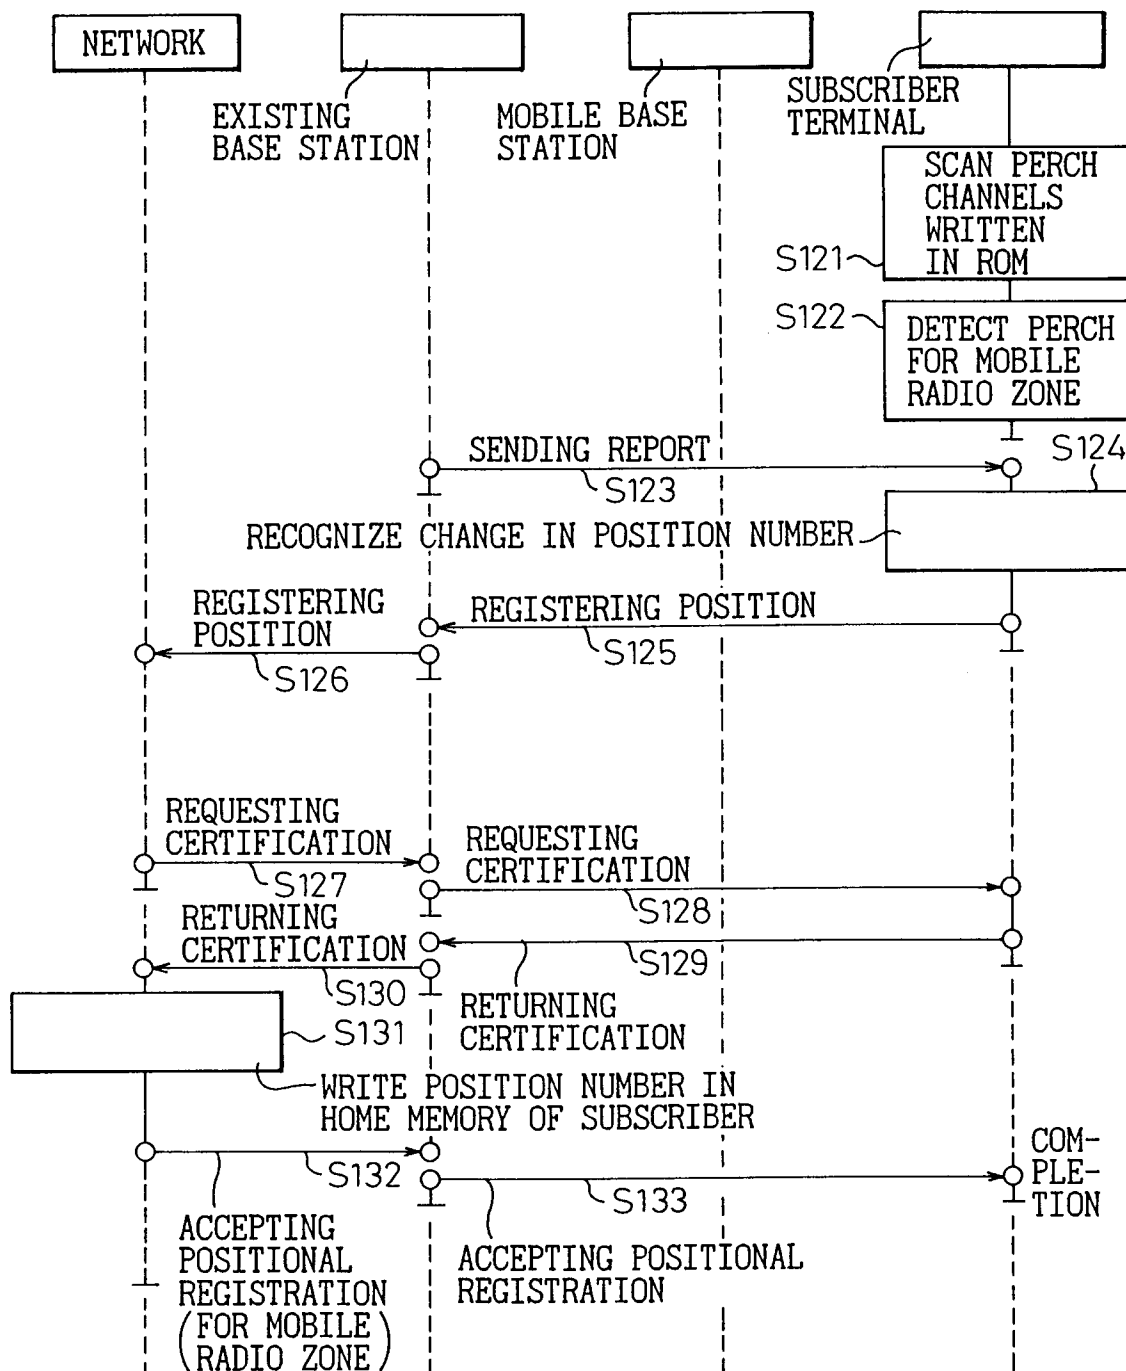 NETWORK
EXISTING
BASE STATION
MOBILE BASE
STATION
SUBSCRIBER
TERMINAL
SCAN PERCH
CHANNELS
WRITTEN
IN ROM
S121
S122
DETECT PERCH
FOR MOBILE
RADIO ZONE
SENDING REPORT
S123
S124
RECOGNIZE CHANGE IN POSITION NUMBER
REGISTERING
POSITION
REGISTERING POSITION
S125
S126
REQUESTING
CERTIFICATION
S127
REQUESTING
CERTIFICATION
S128
RETURNING
CERTIFICATION
S129
S130
RETURNING
CERTIFICATION
S131
WRITE POSITION NUMBER IN
HOME MEMORY OF SUBSCRIBER
S132
S133
COM-
PLE-
TION
ACCEPTING
POSITIONAL
REGISTRATION
(FOR MOBILE
RADIO ZONE)
ACCEPTING POSITIONAL
REGISTRATION